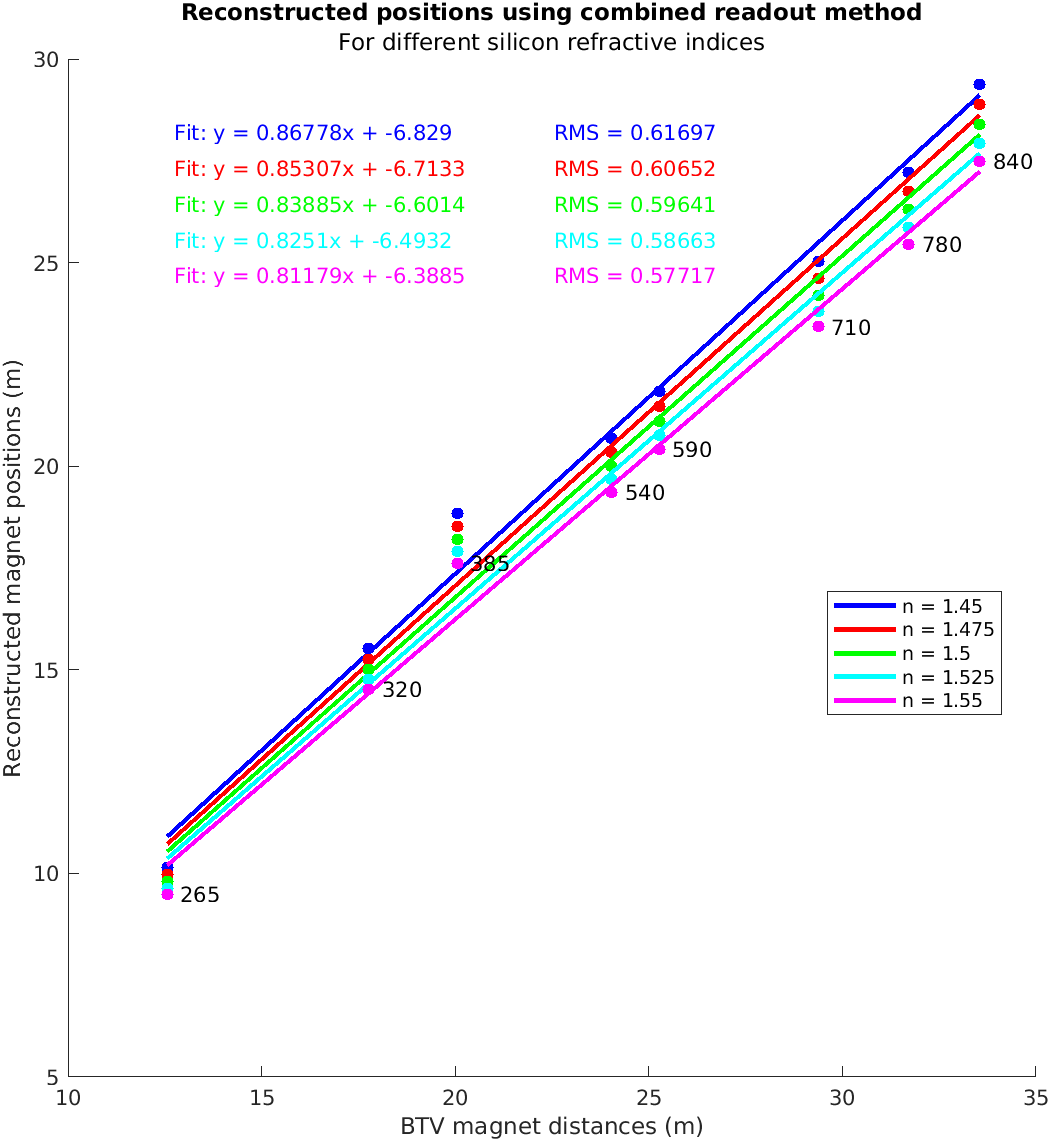 Reconstructed positions using combined readout method
For different silicon refractive indices
Fit: y = 0.86778x + -6.829 RMS = 0.61697
Fit: y = 0.85307x + -6.7133 RMS = 0.60652
Fit: y = 0.83885x + -6.6014 RMS = 0.59641
Fit: y = 0.8251x + -6.4932 RMS = 0.58663
Fit: y = 0.81179x + -6.3885 RMS = 0.57717
30
25
20
15
10
5
Reconstructed magnet positions (m)
840
780
710
590
540
385
320
265
n = 1.45
n = 1.475
n = 1.5
n = 1.525
n = 1.55
10 15 20 25 30 35
BTV magnet distances (m)